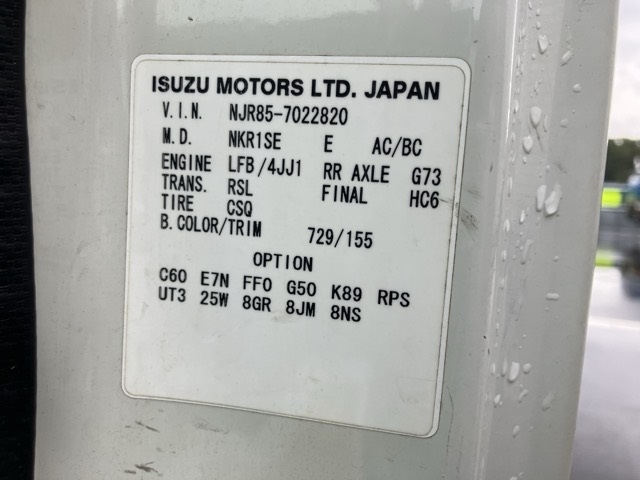 ISUZU MOTORS LTD. JAPAN
V.I.N. NJR85-7022820
M.D. NKR1SE E AC/BC
ENGINE LFB/4JJ1 RR AXLE G73
TRANS. RSL FINAL HC6
TIRE CSQ
B.COLOR/TRIM 729/155
OPTION
C60 E7N FF0 G50 K89 RPS
UT3 25W 8GR 8JM 8NS